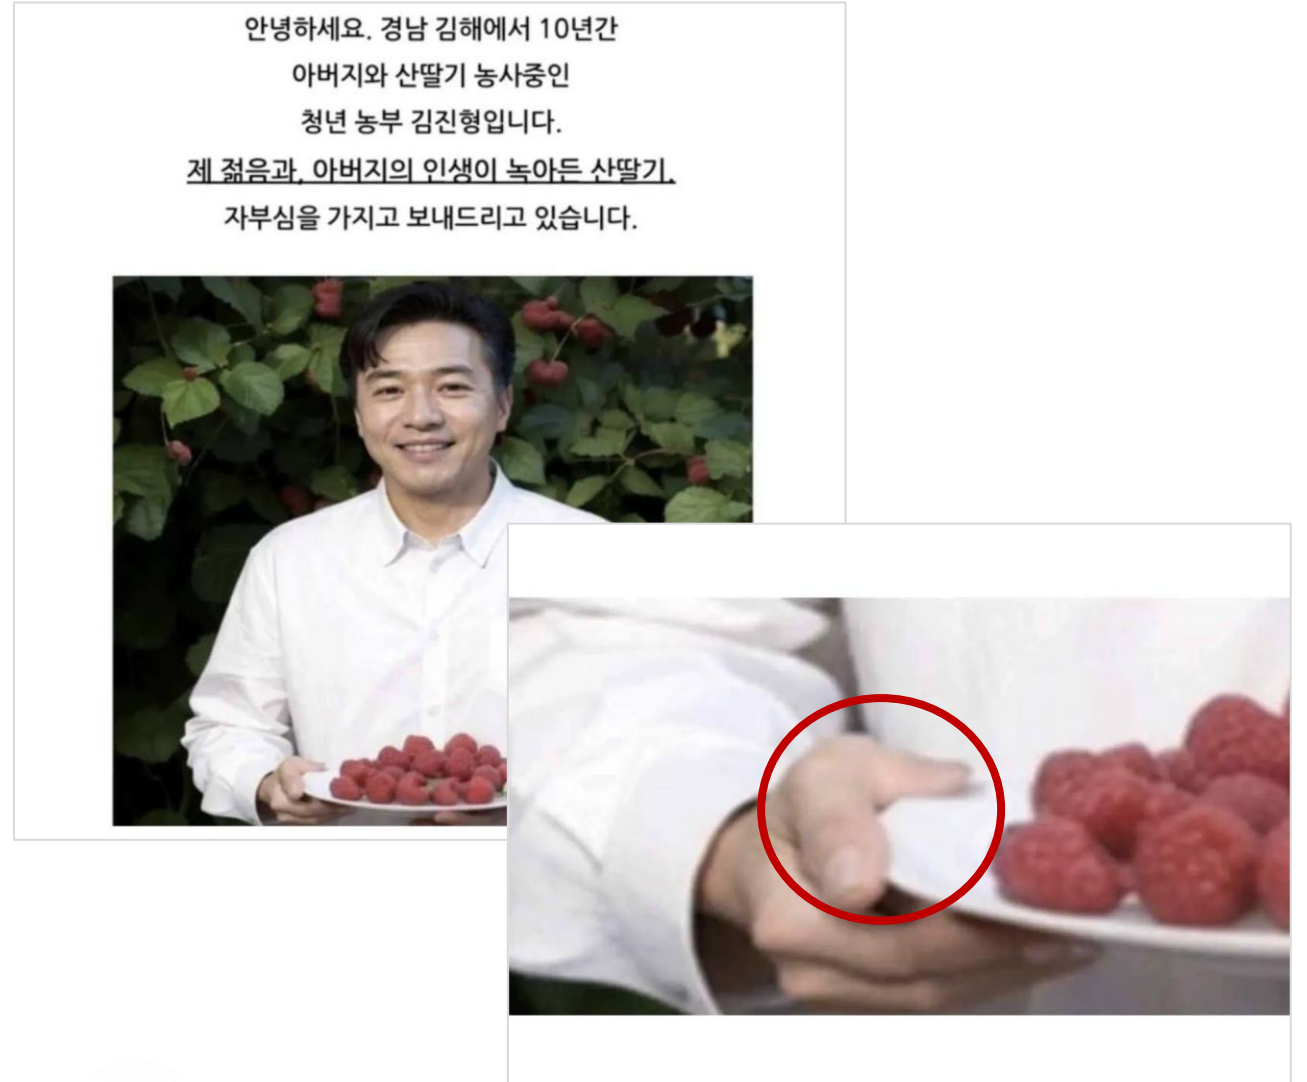 안녕하세요. 경남 김해에서 10년간
아버지와 산딸기 농사중인
청년 농부 김진형입니다.
제 젊음과, 아버지의 인생이 녹아든 산딸기.
자부심을 가지고 보내드리고 있습니다.